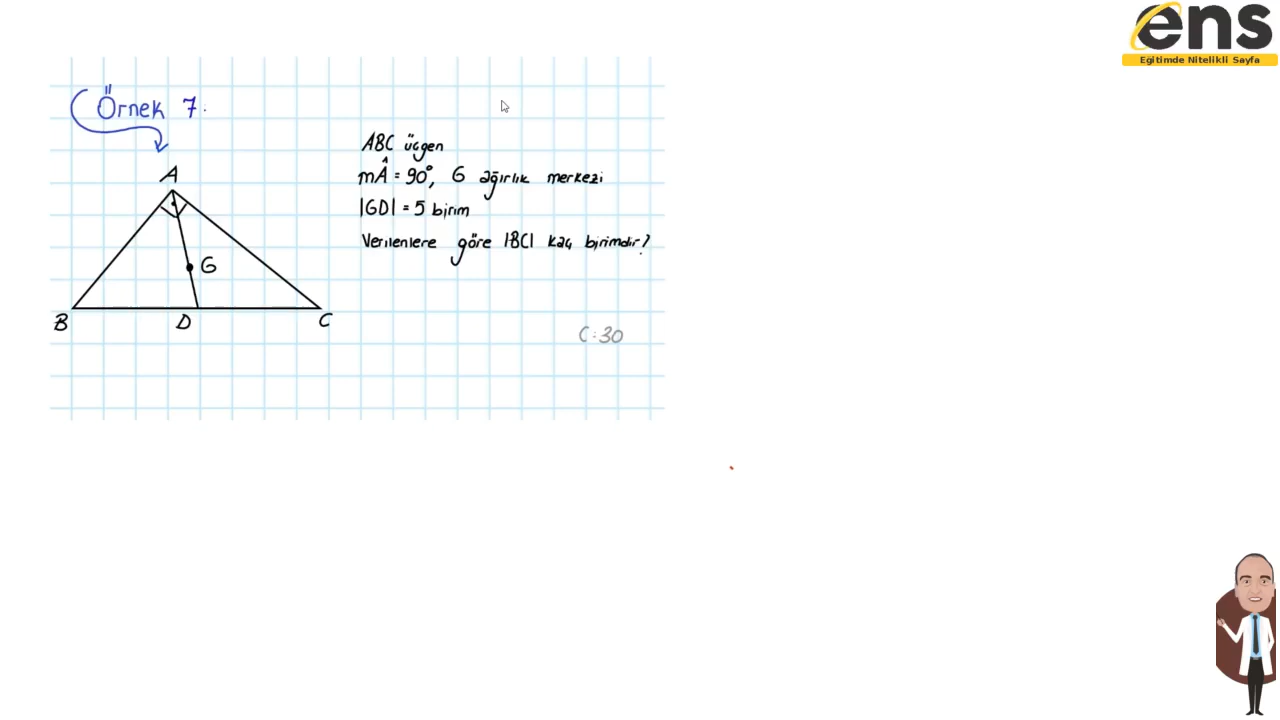 ens
Eğitimde Nitelikli Sayfa
Örnek 7.
ABC üçgen
mÂ = 90°, G ağırlık merkezi
|GD| = 5 birim
Verilenlere göre |BC| kaç birimdir?
A
G
B D C
C:30